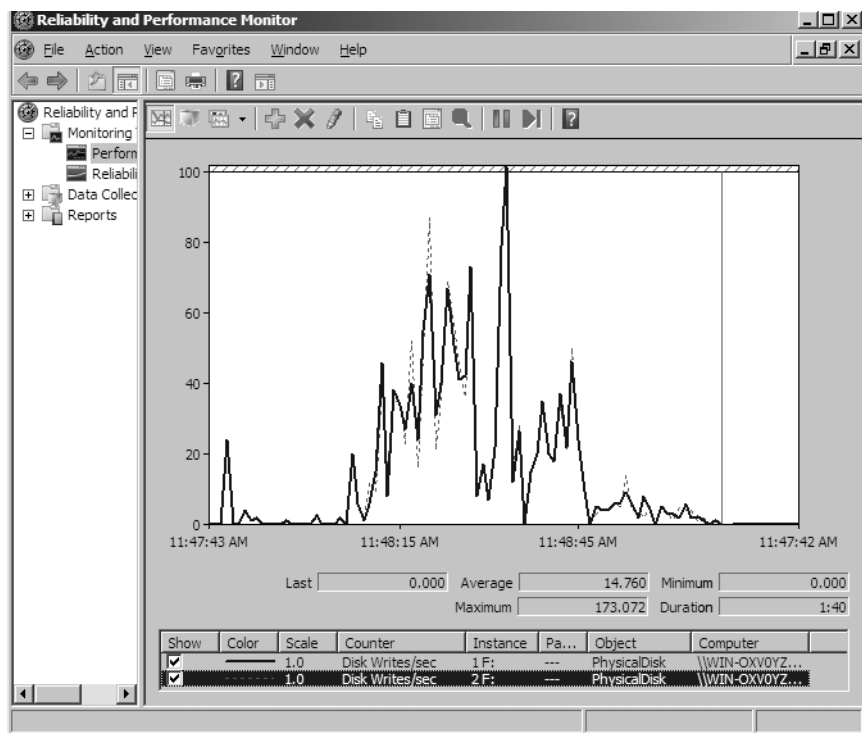 Reliability and Performance Monitor
File Action View Favorites Window Help
Reliability and P
Monitoring
Perform
Reliabili
Data Collec
Reports
100
80
60
40
20
0
11:47:43 AM 11:48:15 AM 11:48:45 AM 11:47:42 AM
Last 0.000 Average 14.760 Minimum 0.000
Maximum 173.072 Duration 1:40
Show Color Scale Counter Instance Pa... Object Computer
1.0 Disk Writes/sec 1 F: --- PhysicalDisk \\WIN-OXV0YZ...
1.0 Disk Writes/sec 2 F: --- PhysicalDisk \\WIN-OXV0YZ...